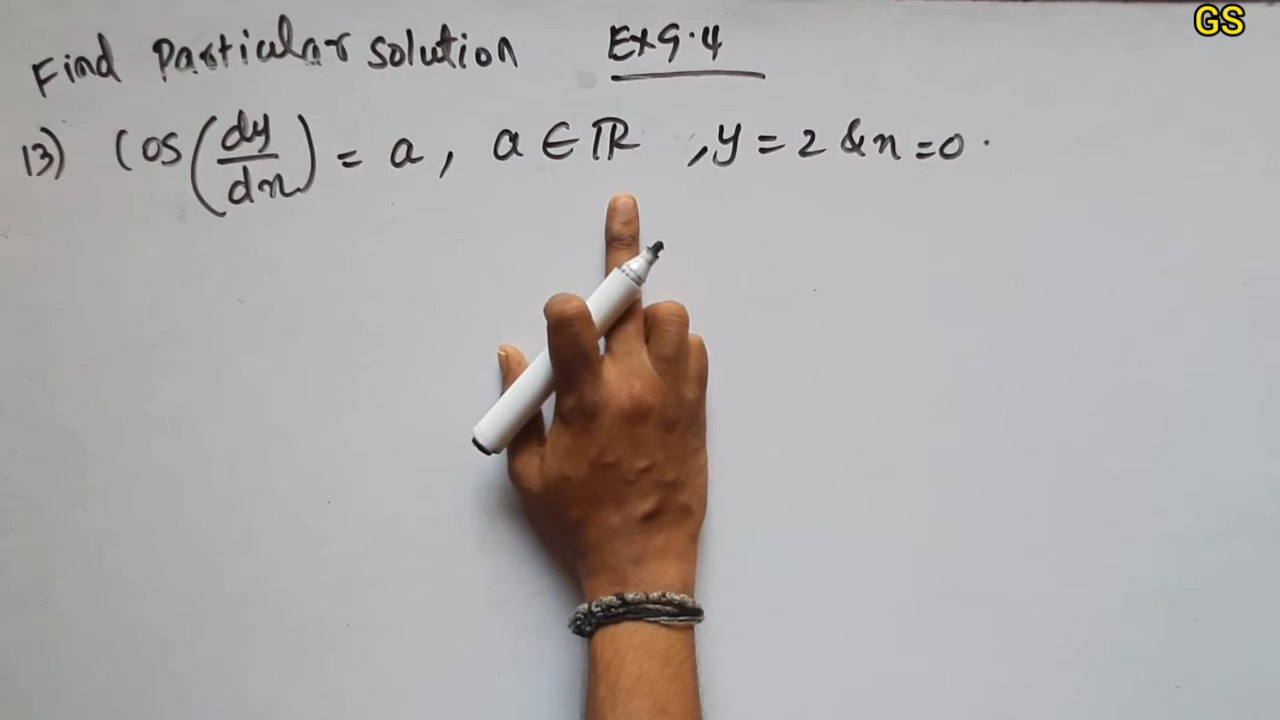 GS
Find Particular solution Ex 9.4
13) Cos(dy/dx) = a, a ∈ ℝ , y = 2 & x = 0.